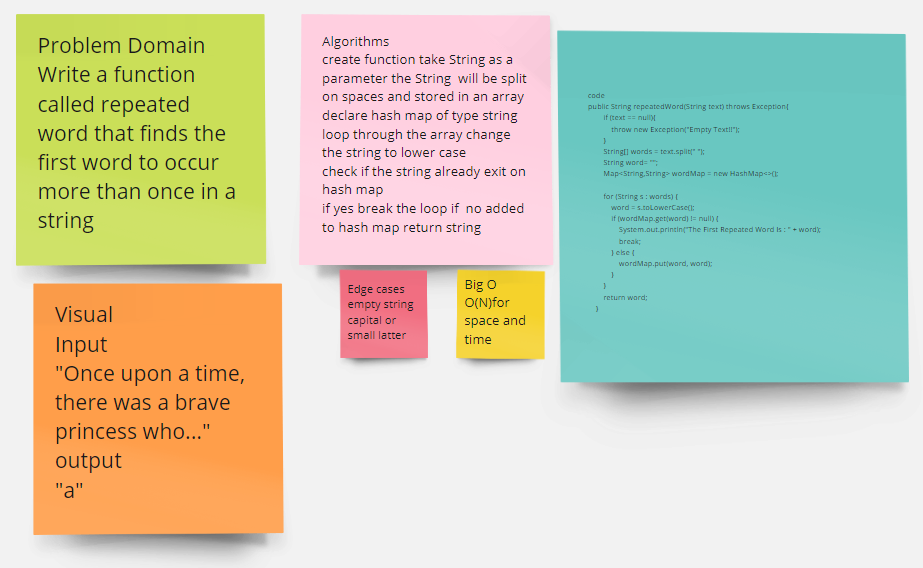 Problem Domain
Write a function
called repeated
word that finds the
first word to occur
more than once in a
string
Algorithms
create function take String as a
parameter the String will be split
on spaces and stored in an array
declare hash map of type string
loop through the array change
the string to lower case
check if the string already exit on
hash map
if yes break the loop if no added
to hash map return string
code
public String repeatedWord(String text) throws Exception{
if (text == null){
throw new Exception("Empty Text!!");
}
String[] words = text.split(" ");
String word= "";
Map<String,String> wordMap = new HashMap<>();
for (String s : words) {
word = s.toLowerCase();
if (wordMap.get(word) != null) {
System.out.println("The First Repeated Word Is : " + word);
break;
} else {
wordMap.put(word, word);
}
}
return word;
}
Visual
Input
"Once upon a time,
there was a brave
princess who..."
output
"a"
Edge cases
empty string
capital or
small latter
Big O
O(N)for
space and
time